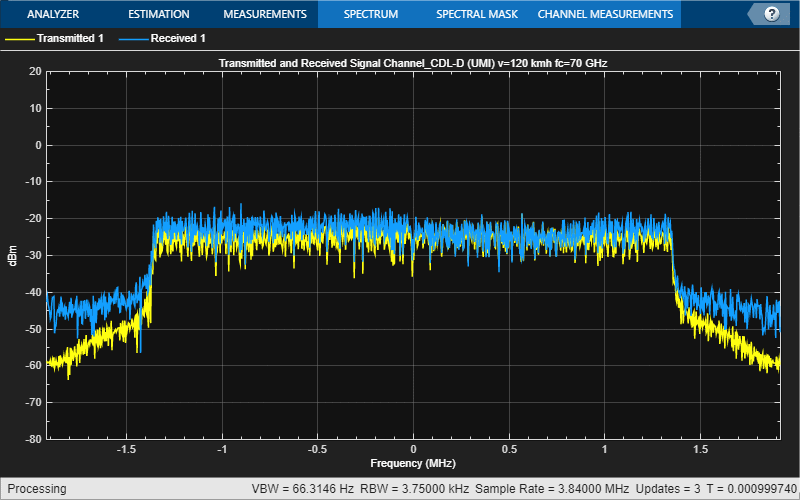 ANALYZER ESTIMATION MEASUREMENTS SPECTRUM SPECTRAL MASK CHANNEL MEASUREMENTS ?
Transmitted 1 Received 1
Transmitted and Received Signal Channel_CDL-D (UMI) v=120 kmh fc=70 GHz
20
10
0
-10
-20
-30
-40
-50
-60
-70
-80
dBm
-1.5 -1 -0.5 0 0.5 1 1.5
Frequency (MHz)
Processing VBW = 66.3146 Hz RBW = 3.75000 kHz Sample Rate = 3.84000 MHz Updates = 3 T = 0.000999740